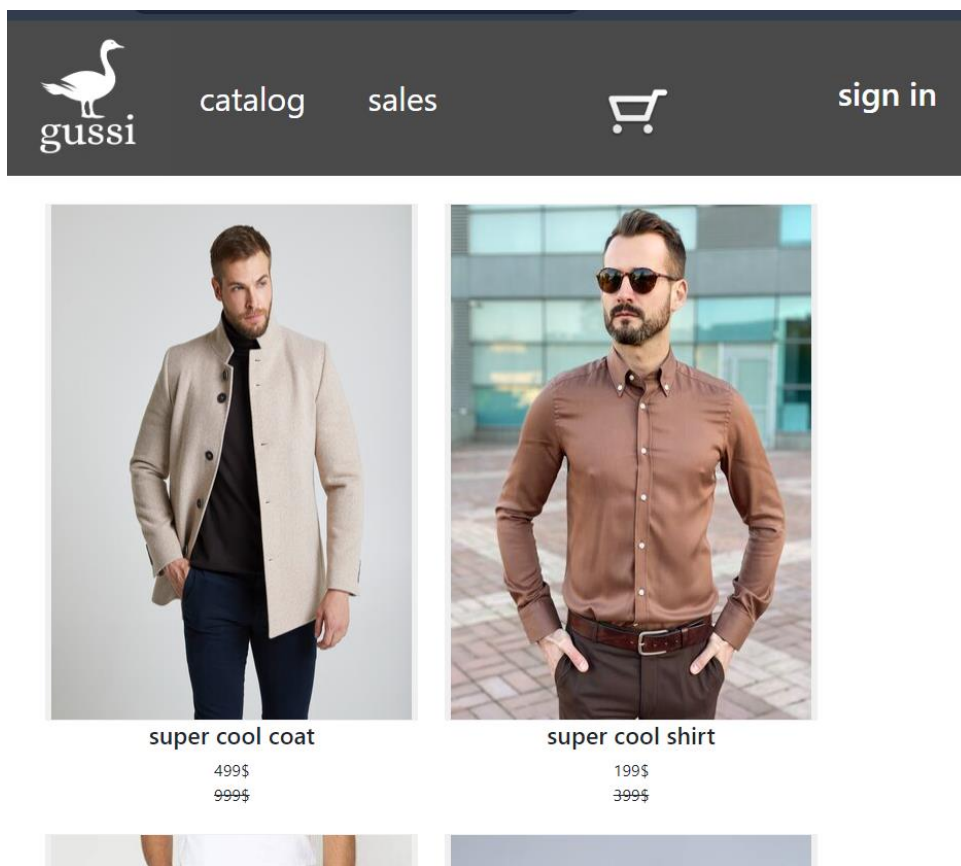 gussi
catalog
sales
sign in
super cool coat
499$
999$
super cool shirt
199$
399$